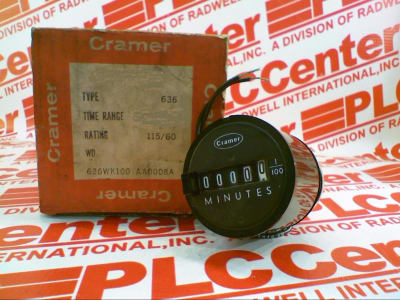 Cramer
TYPE 636
TIME RANGE
RATING 115/60
WO
636WK100 AA0008A
Cramer
Cramer
Cramer
0000
1
100
MINUTES
PLCCenter
A DIVISION OF RADWELL INTERNATIONAL, INC.